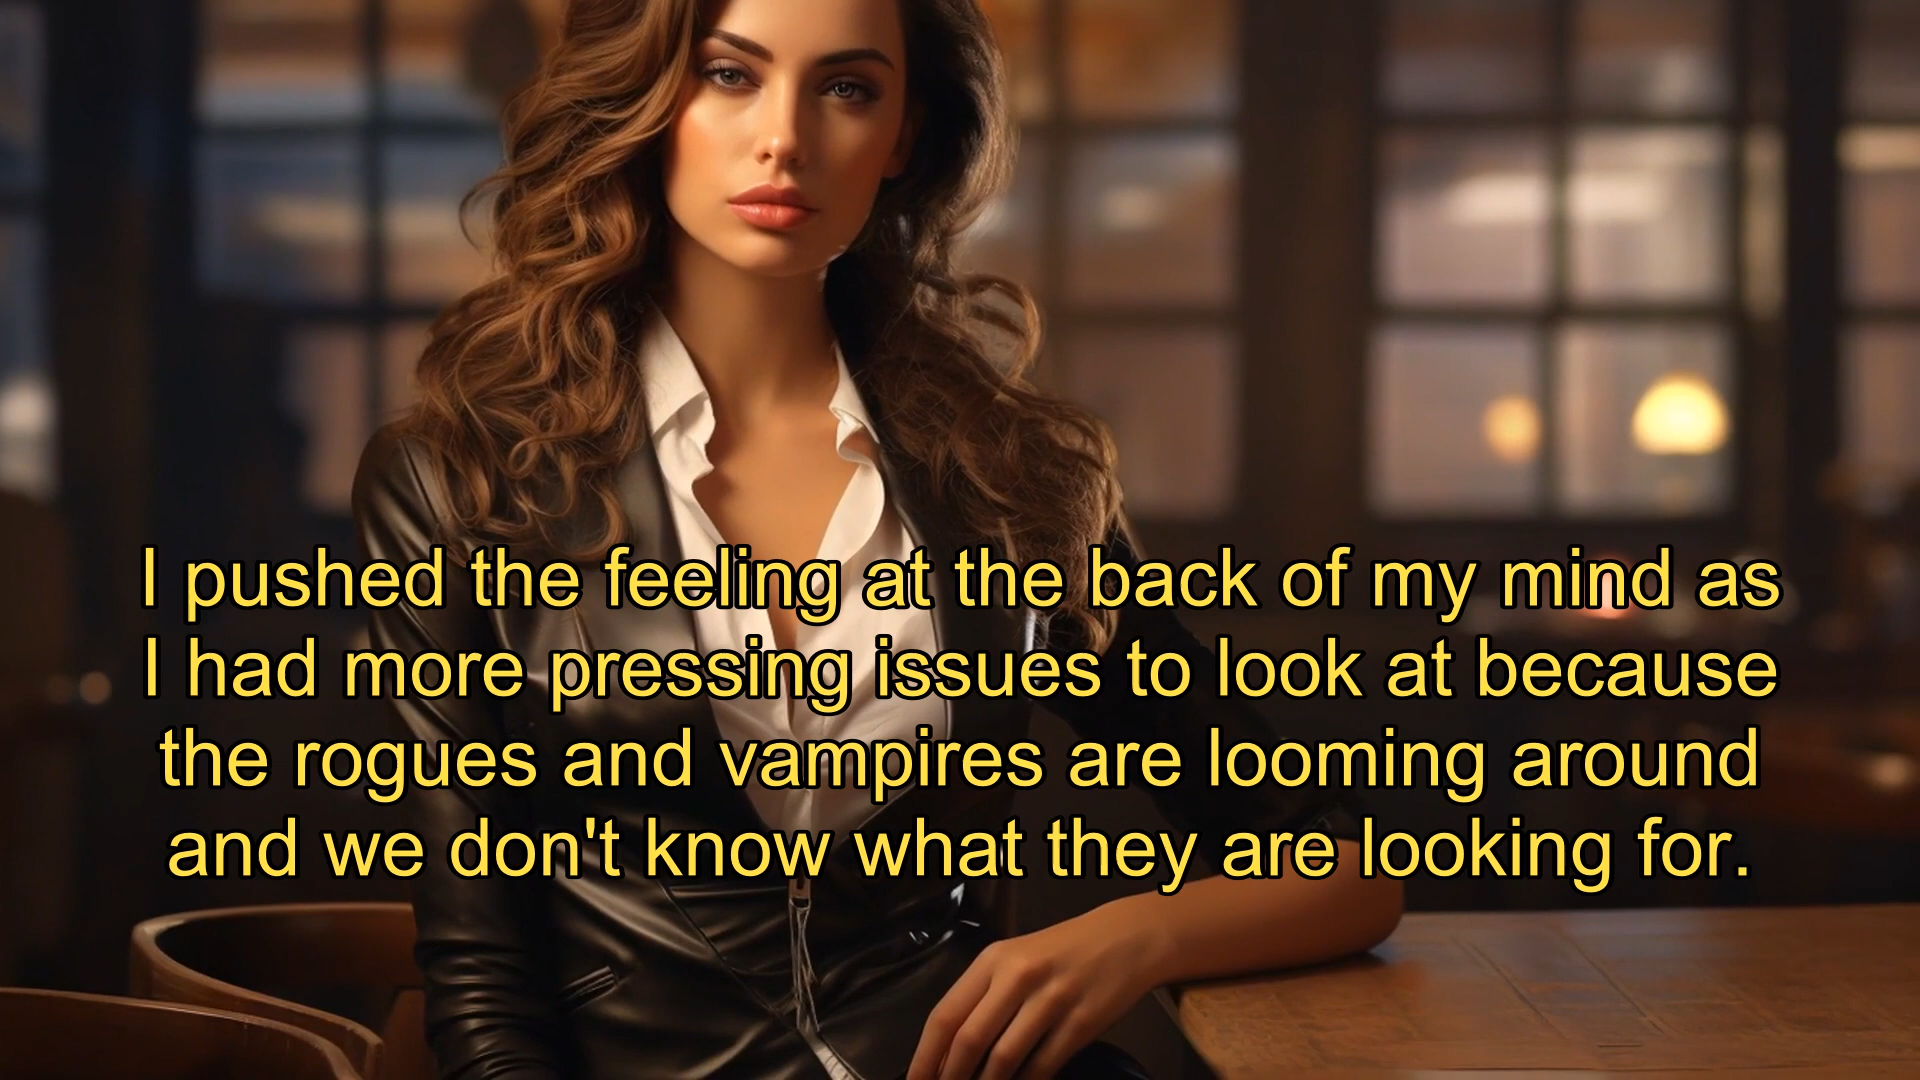 I pushed the feeling at the back of my mind as
I had more pressing issues to look at because
the rogues and vampires are looming around
and we don't know what they are looking for.